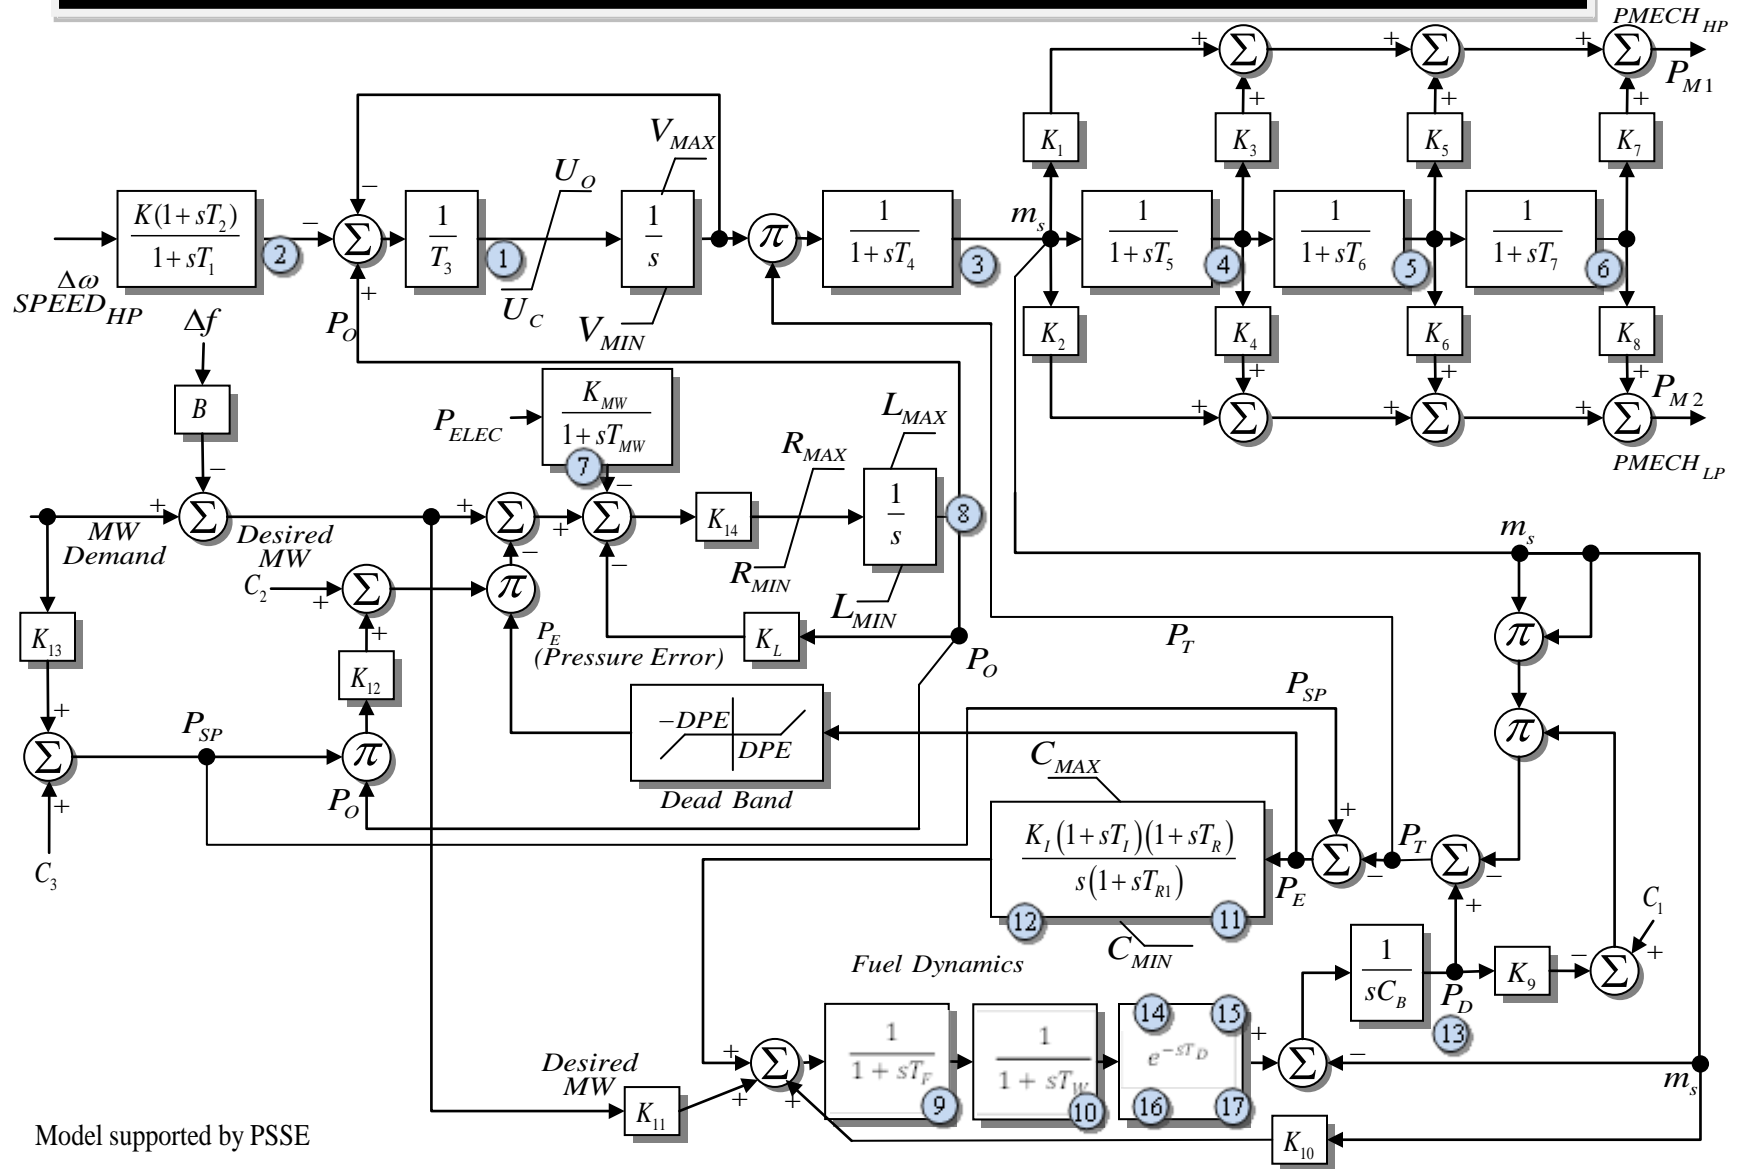 PMECH_HP
Σ Σ Σ
+ + +
P_M1
+ + +
K_1 K_3 K_5 K_7
V_MAX
U_O
K(1+sT_2) / 1+sT_1
2
− − Σ +
1 / T_3
1
1 / s
π
1 / 1+sT_4
3
m_s
1 / 1+sT_5
4
1 / 1+sT_6
5
1 / 1+sT_7
6
Δω
SPEED_HP
U_C
V_MIN
P_O
Δf
K_2 K_4 K_6 K_8
B
P_ELEC
K_MW / 1+sT_MW
7
L_MAX
R_MAX
+ + +
+ + +
Σ Σ Σ
P_M2
PMECH_LP
−
+ Σ
MW
Demand
Desired
MW
+ Σ −
+ Σ − −
K_14
1 / s
8
R_MIN
L_MIN
m_s
C_2
+ Σ +
π
K_13
K_12
P_E
(Pressure Error)
K_L
P_O
P_T
π
P_SP
P_SP
−DPE
DPE
Dead Band
π
+ Σ +
π
P_O
C_3
C_MAX
K_I(1+sT_I)(1+sT_R) / s(1+sT_R1)
12 11
C_MIN
P_E
+ Σ −
P_T
Σ − +
C_1
Fuel Dynamics
1 / sC_B
P_D
13
K_9
− Σ +
Desired
MW
K_11
+ Σ + +
1 / 1 + sT_F
9
1 / 1 + sT_W
10
14 15
e^−sT_D
16 17
+ Σ −
m_s
K_10
Model supported by PSSE